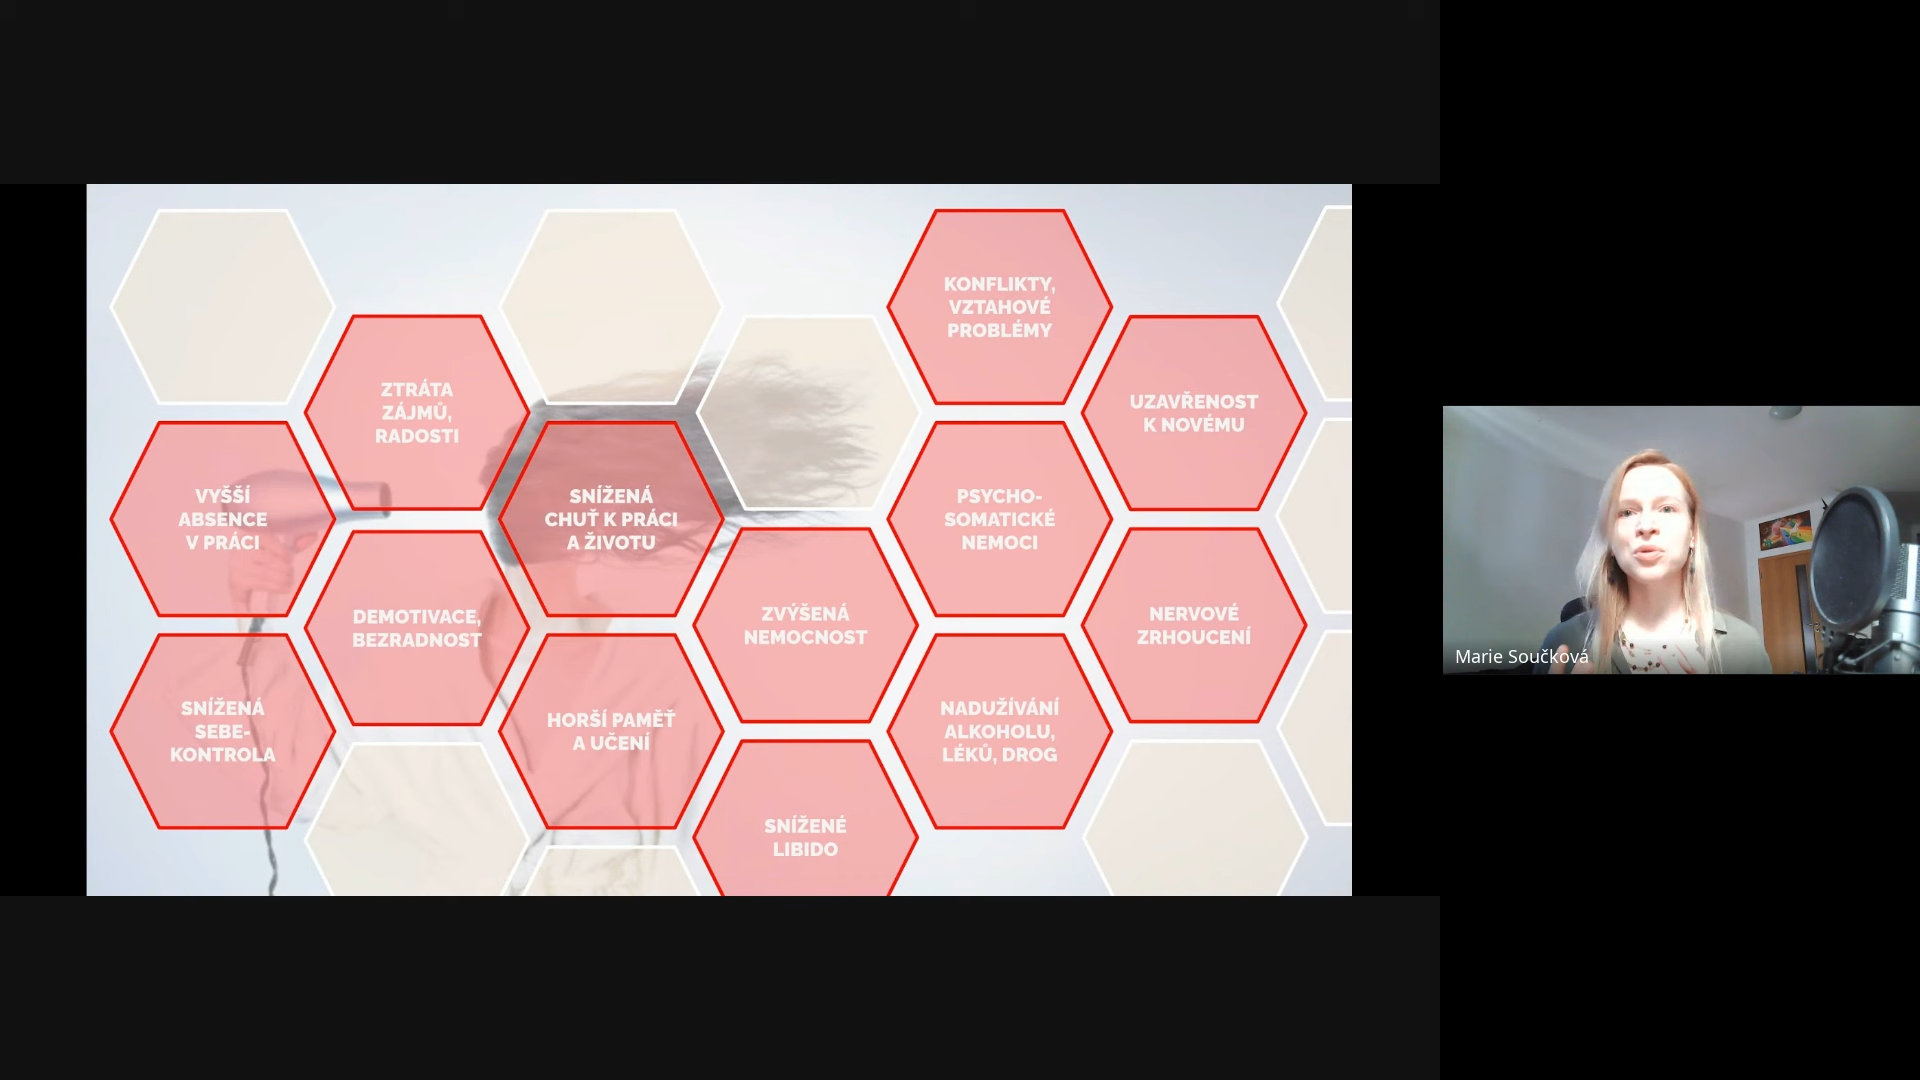 KONFLIKTY,
VZTAHOVÉ
PROBLÉMY
ZTRÁTA
ZÁJMŮ,
RADOSTI
UZAVŘENOST
K NOVÉMU
VYŠŠÍ
ABSENCE
V PRÁCI
SNÍŽENÁ
CHUŤ K PRÁCI
A ŽIVOTU
PSYCHO-
SOMATICKÉ
NEMOCI
DEMOTIVACE,
BEZRADNOST
ZVÝŠENÁ
NEMOCNOST
NERVOVÉ
ZRHOUCENÍ
SNÍŽENÁ
SEBE-
KONTROLA
HORŠÍ PAMĚŤ
A UČENÍ
NADUŽÍVÁNÍ
ALKOHOLU,
LÉKŮ, DROG
SNÍŽENÉ
LIBIDO
Marie Součková